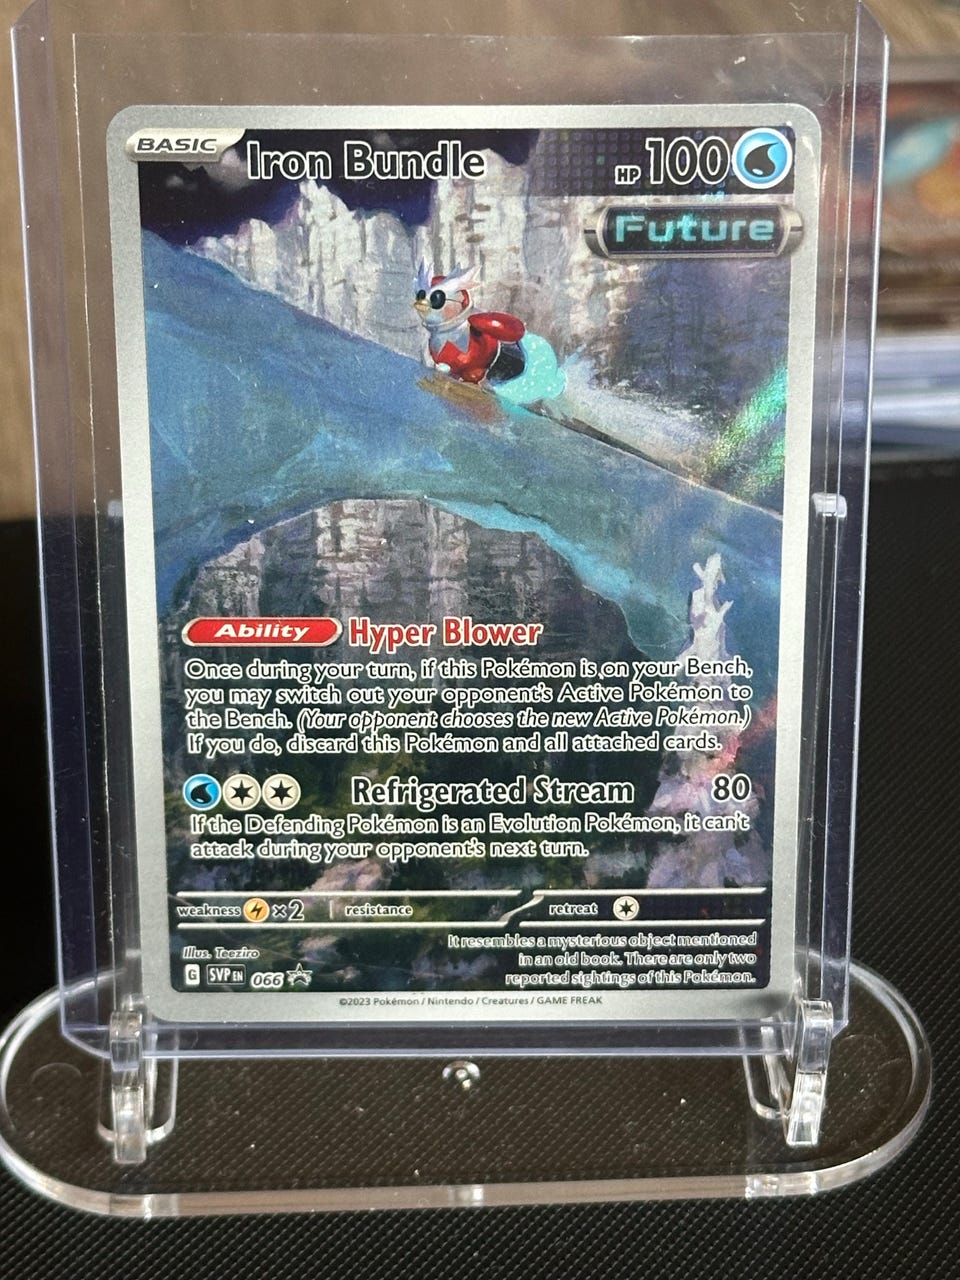 BASIC Iron Bundle HP 100
Future
Ability Hyper Blower
Once during your turn, if this Pokémon is on your Bench,
you may switch out your opponent's Active Pokémon to
the Bench. (Your opponent chooses the new Active Pokémon.)
If you do, discard this Pokémon and all attached cards.
Refrigerated Stream 80
If the Defending Pokémon is an Evolution Pokémon, it can't
attack during your opponent's next turn.
weakness ×2 resistance retreat
It resembles a mysterious object mentioned
in an old book. There are only two
reported sightings of this Pokémon.
Illus. Teeziro
G SVP EN 066
©2023 Pokémon / Nintendo / Creatures / GAME FREAK